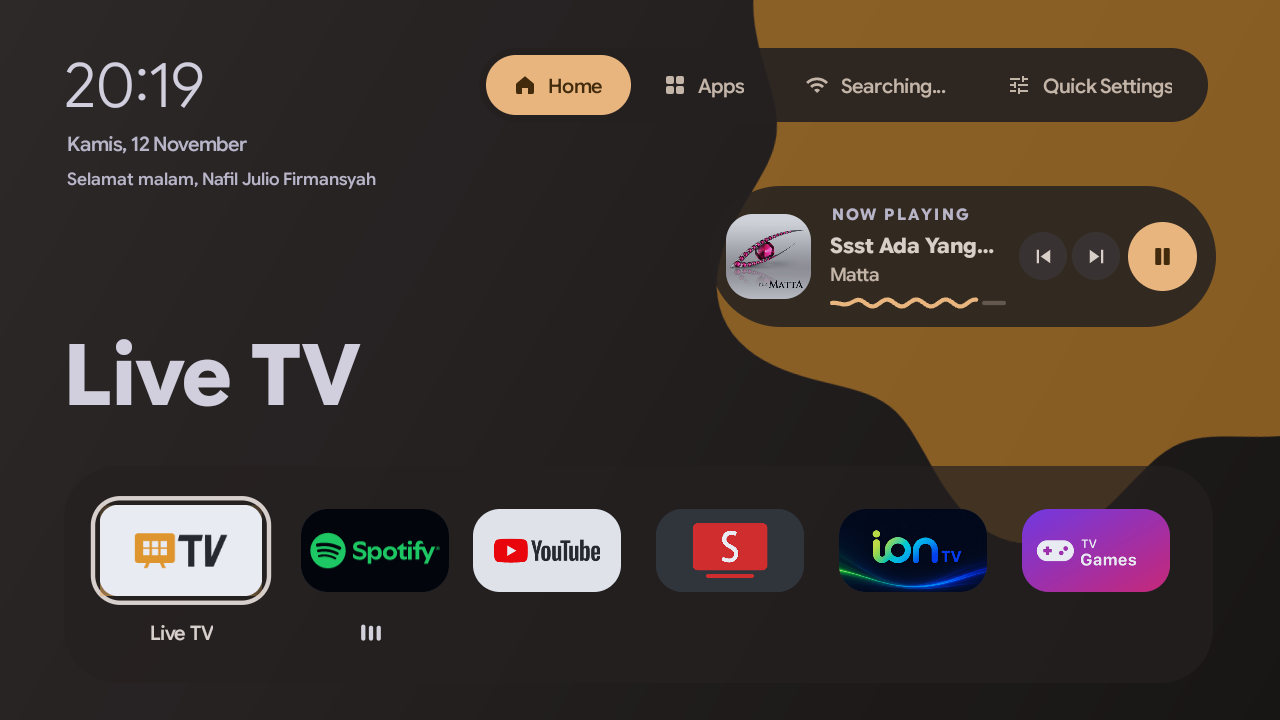 20:19
Kamis, 12 November
Selamat malam, Nafil Julio Firmansyah
Home
Apps
Searching...
Quick Settings
NOW PLAYING
Ssst Ada Yang...
Matta
MATTA
Live TV
TV
Spotify
YouTube
S
ion TV
TV
Games
Live TV